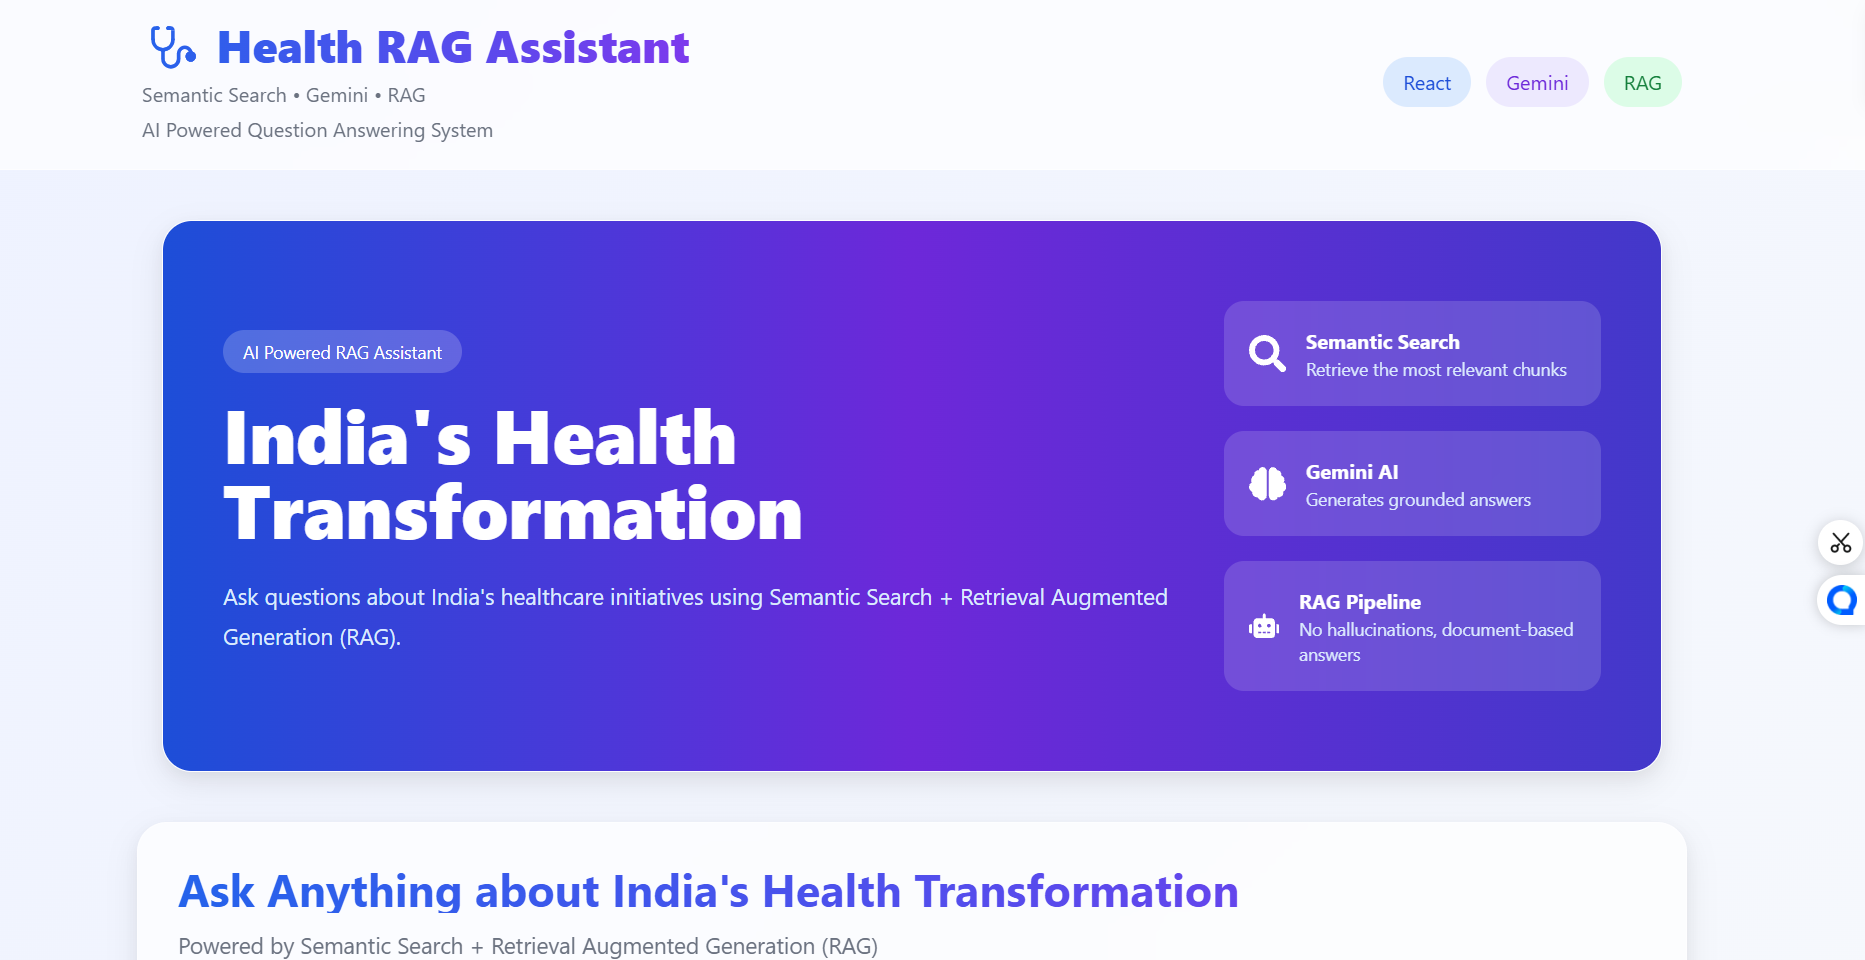 Health RAG Assistant
Semantic Search • Gemini • RAG
AI Powered Question Answering System
React
Gemini
RAG
AI Powered RAG Assistant
India's Health
Transformation
Ask questions about India's healthcare initiatives using Semantic Search + Retrieval Augmented
Generation (RAG).
Semantic Search
Retrieve the most relevant chunks
Gemini AI
Generates grounded answers
RAG Pipeline
No hallucinations, document-based
answers
Ask Anything about India's Health Transformation
Powered by Semantic Search + Retrieval Augmented Generation (RAG)